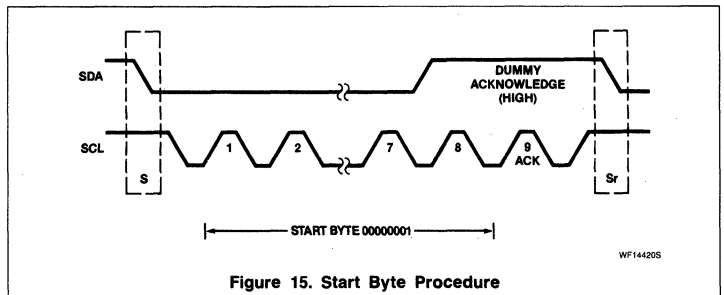 SDA
DUMMY
ACKNOWLEDGE
(HIGH)
SCL
1
2
7
8
9
ACK
S
Sr
START BYTE 00000001
WF14420S
Figure 15. Start Byte Procedure